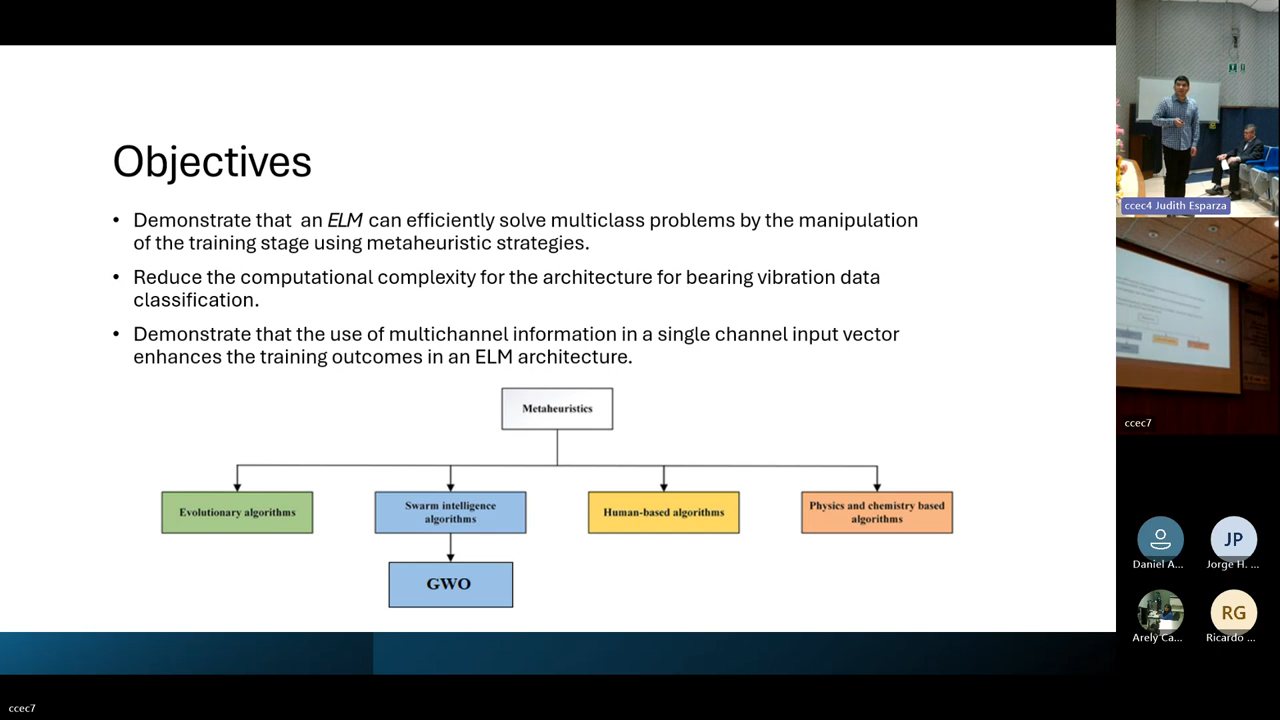 Objectives
• Demonstrate that an ELM can efficiently solve multiclass problems by the manipulation
of the training stage using metaheuristic strategies.
• Reduce the computational complexity for the architecture for bearing vibration data
classification.
• Demonstrate that the use of multichannel information in a single channel input vector
enhances the training outcomes in an ELM architecture.
Metaheuristics
Evolutionary algorithms
Swarm intelligence
algorithms
Human-based algorithms
Physics and chemistry based
algorithms
GWO
ccec7
ccec4 Judith Esparza
ccec7
Daniel A...
JP
Jorge H. ...
Arely Ca...
RG
Ricardo ...